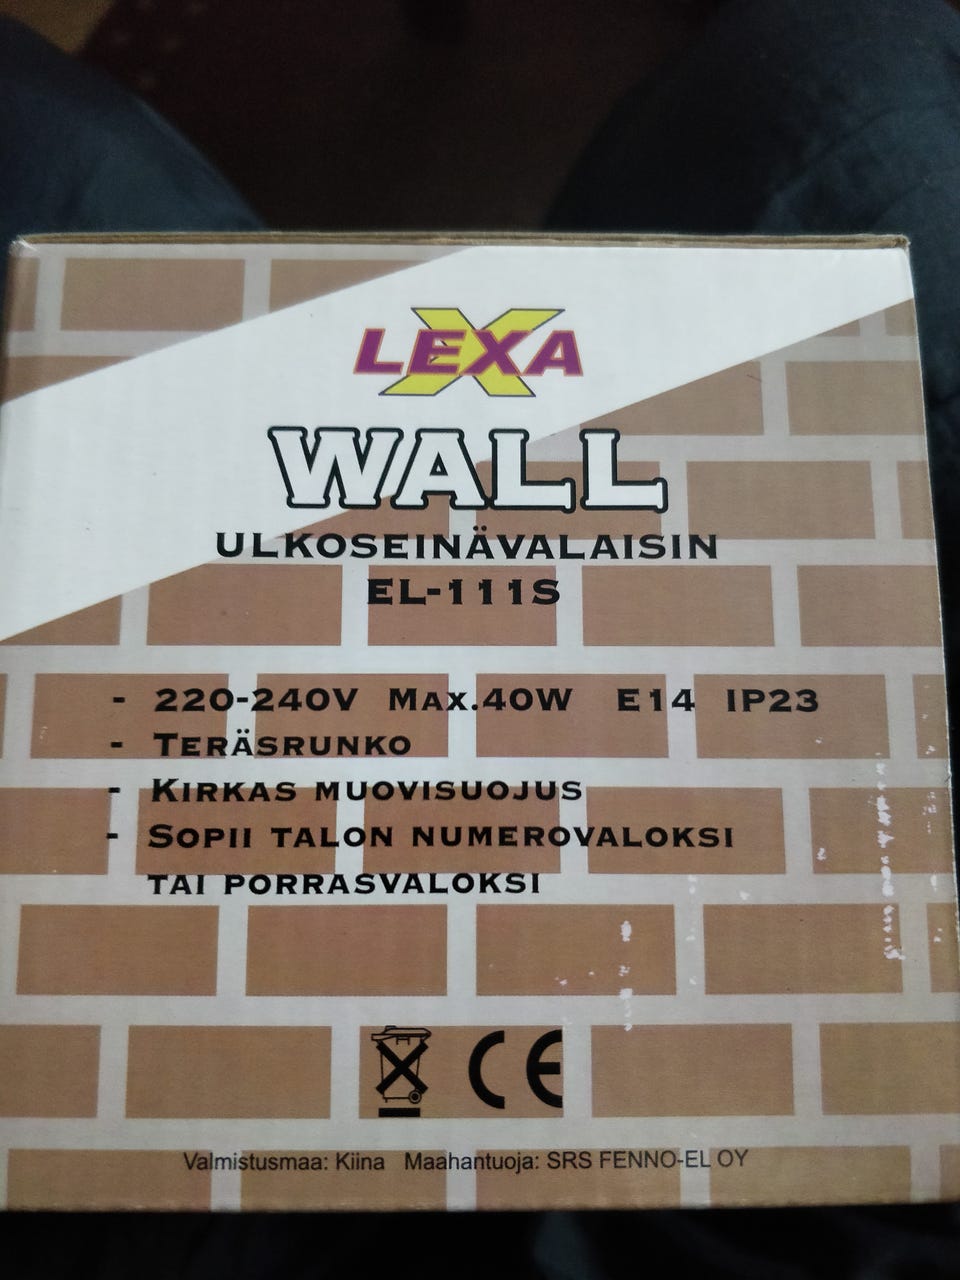 LEXA
WALL
ULKOSEINÄVALAISIN
EL-111S
- 220-240V Max.40W E14 IP23
- TERÄSRUNKO
- KIRKAS MUOVISUOJUS
- SOPII TALON NUMEROVALOKSI
TAI PORRASVALOKSI
CE
Valmistusmaa: Kiina Maahantuoja: SRS FENNO-EL OY